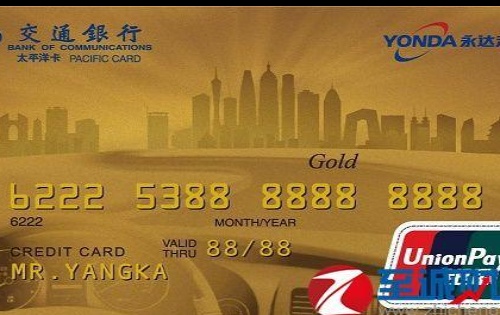 交通銀行
BANK OF COMMUNICATIONS
太平洋卡 PACIFIC CARD
YONDA 永达
Gold
6222 5388 8888 8888
6222
MONTH/YEAR
CREDIT CARD
VALID THRU 88/88
MR.YANGKA
UnionPay